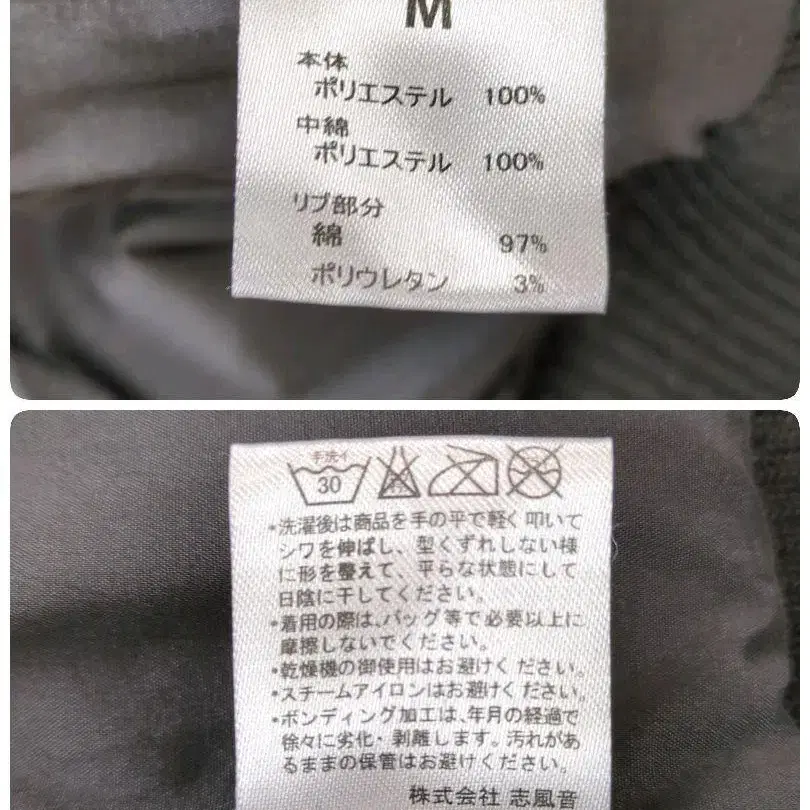 M
本体
ポリエステル 100%
中綿
ポリエステル 100%
リブ部分
綿 97%
ポリウレタン 3%
手洗イ
30
・洗濯後は商品を手の平で軽く叩いて
シワを伸ばし、型くずれしない様
に形を整えて、平らな状態にして
日陰に干してください。
・着用の際は、バッグ等で必要以上に
摩擦しないでください。
・乾燥機の御使用はお避けください。
・スチームアイロンはお避けください。
・ボンディング加工は、年月の経過で
徐々に劣化・剥離します。汚れがあ
るままの保管はお避けください。
株式会社 志風音